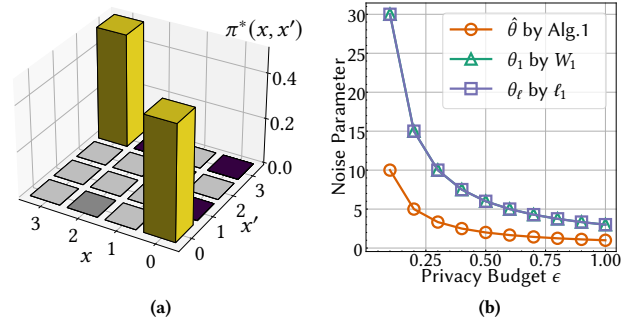 π*(x, x′)
0.4
0.2
0.0
3
2
1
0
x
0
1
2
3
x′
(a)
30
25
20
15
10
5
0
Noise Parameter
θ̂ by Alg.1
θ₁ by W₁
θ_ℓ by ℓ₁
0.25 0.50 0.75 1.00
Privacy Budget ϵ
(b)